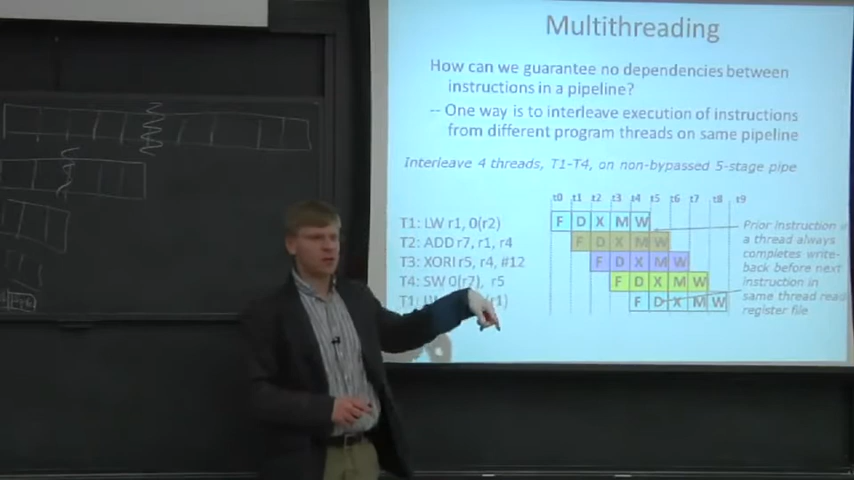 Multithreading
How can we guarantee no dependencies between
instructions in a pipeline?
-- One way is to interleave execution of instructions
from different program threads on same pipeline
Interleave 4 threads, T1-T4, on non-bypassed 5-stage pipe
t0 t1 t2 t3 t4 t5 t6 t7 t8 t9
T1: LW r1, 0(r2)
F D X M W
T2: ADD r7, r1, r4
F D X M W
T3: XORI r5, r4, #12
F D X M W
T4: SW 0(r7), r5
F D X M W
T1: r1)
F D X M W
Prior instruction in
a thread always
completes write-
back before next
instruction in
same thread read
register file